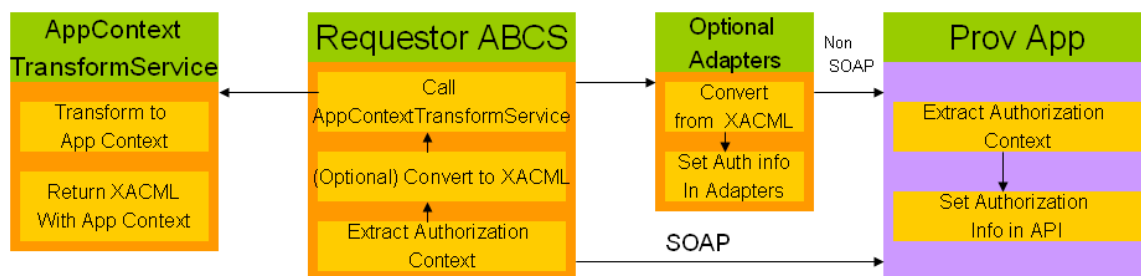 AppContext
TransformService
Transform to
App Context
Return XACML
With App Context
Requestor ABCS
Call
AppContextTransformService
(Optional) Convert to XACML
Extract Authorization
Context
Optional
Adapters
Convert
from XACML
Set Auth info
In Adapters
Non
SOAP
SOAP
Prov App
Extract Authorization
Context
Set Authorization
Info in API